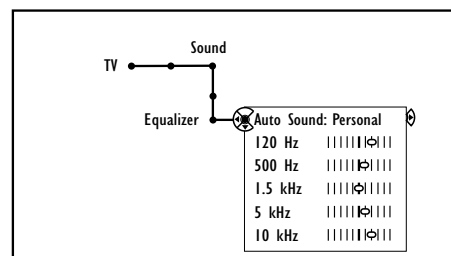 Sound
TV
Equalizer
Auto Sound: Personal
120 Hz
500 Hz
1.5 kHz
5 kHz
10 kHz